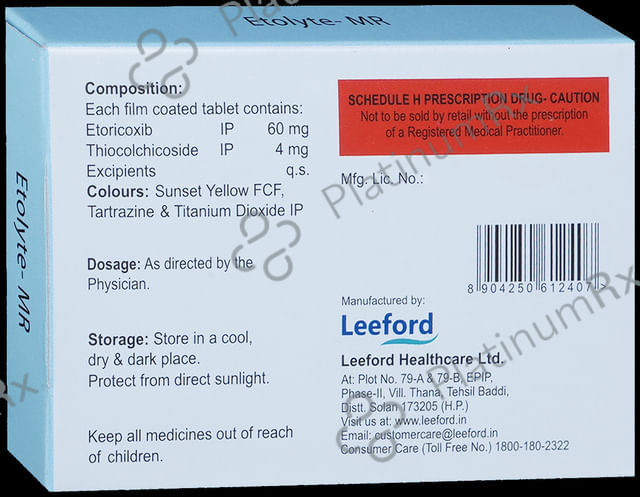 Etolyte- MR
Etolyte- MR
Composition:
Each film coated tablet contains:
Etoricoxib IP 60 mg
Thiocolchicoside IP 4 mg
Excipients q.s.
Colours: Sunset Yellow FCF,
Tartrazine & Titanium Dioxide IP
Dosage: As directed by the
Physician.
Storage: Store in a cool,
dry & dark place.
Protect from direct sunlight.
Keep all medicines out of reach
of children.
SCHEDULE H PRESCRIPTION DRUG- CAUTION
Not to be sold by retail without the prescription
of a Registered Medical Practitioner.
Mfg. Lic. No.:
8 904250 612407 >
Manufactured by:
Leeford
Leeford Healthcare Ltd.
At: Plot No. 79-A & 79-B, EPIP,
Phase-II, Vill. Thana, Tehsil Baddi,
Distt. Solan 173205 (H.P.)
Visit us at: www.leeford.in
Email: customercare@leeford.in
Consumer Care (Toll Free No.) 1800-180-2322
PlatinumRx
PlatinumRx
PlatinumRx